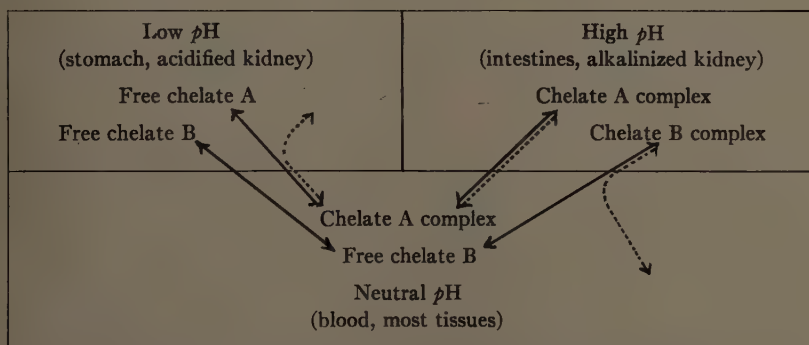 Low pH
(stomach, acidified kidney)
Free chelate A
Free chelate B
High pH
(intestines, alkalinized kidney)
Chelate A complex
Chelate B complex
Chelate A complex
Free chelate B
Neutral pH
(blood, most tissues)